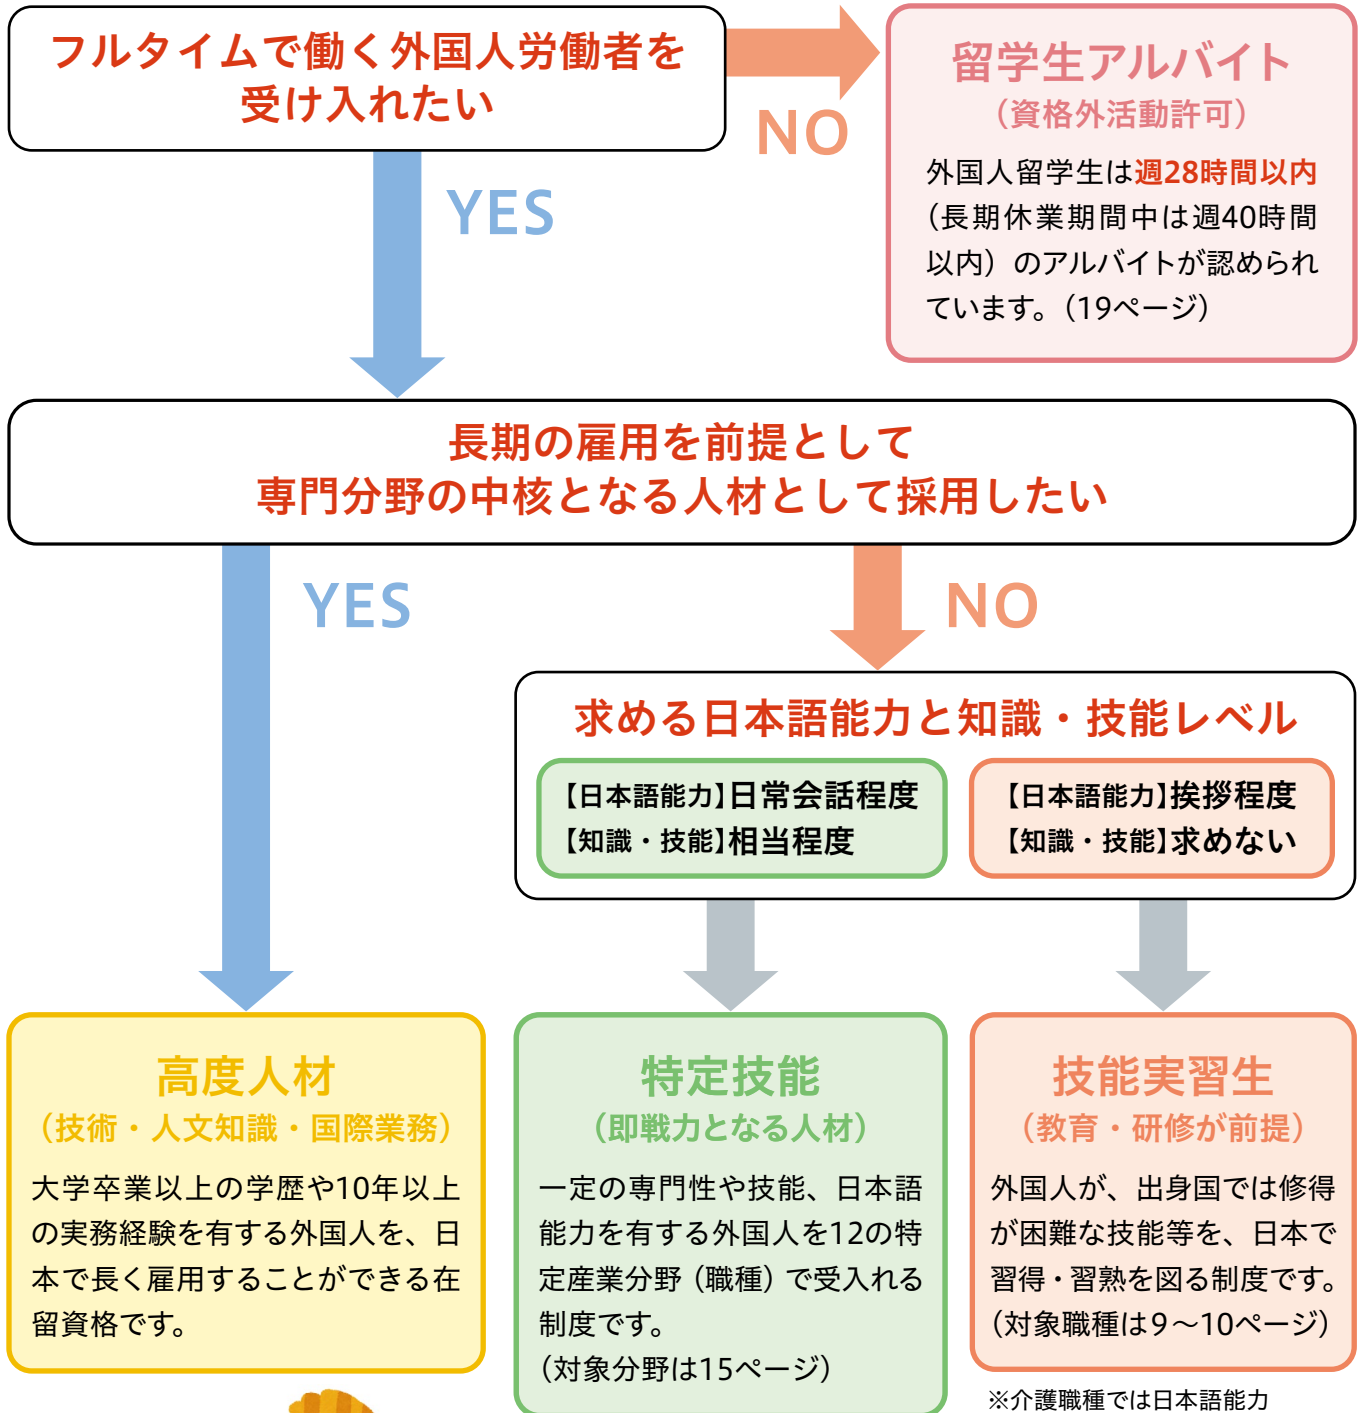 フルタイムで働く外国人労働者を
受け入れたい
NO
留学生アルバイト
（資格外活動許可）
外国人留学生は週28時間以内
（長期休業期間中は週40時間
以内）のアルバイトが認められ
ています。（19ページ）
YES
長期の雇用を前提として
専門分野の中核となる人材として採用したい
YES
NO
求める日本語能力と知識・技能レベル
【日本語能力】日常会話程度
【知識・技能】相当程度
【日本語能力】挨拶程度
【知識・技能】求めない
高度人材
（技術・人文知識・国際業務）
大学卒業以上の学歴や10年以上
の実務経験を有する外国人を、日
本で長く雇用することができる在
留資格です。
特定技能
（即戦力となる人材）
一定の専門性や技能、日本語
能力を有する外国人を12の特
定産業分野（職種）で受入れる
制度です。
（対象分野は15ページ）
技能実習生
（教育・研修が前提）
外国人が、出身国では修得
が困難な技能等を、日本で
習得・習熟を図る制度です。
（対象職種は9～10ページ）
※介護職種では日本語能力